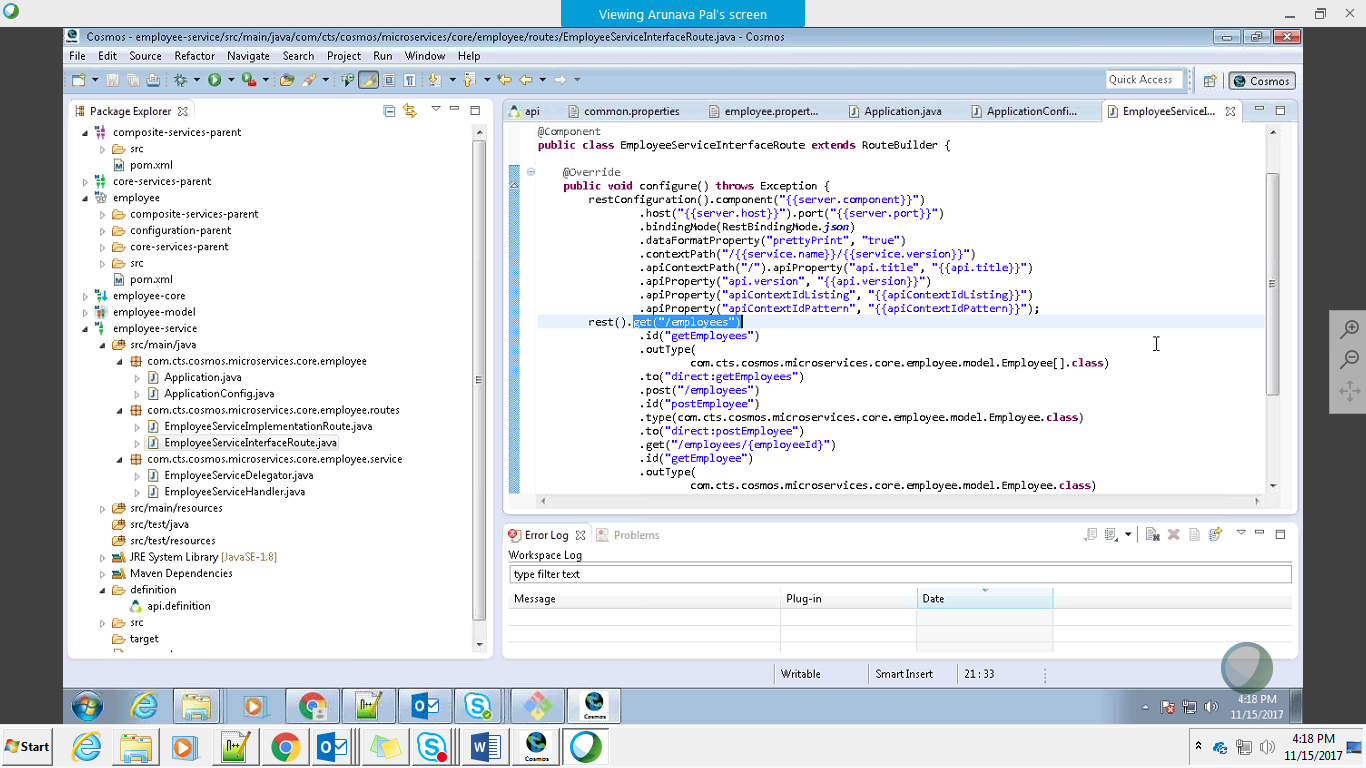 Viewing Arunava Pal's screen
Cosmos - employee-service/src/main/java/com/cts/cosmos/microservices/core/employee/routes/EmployeeServiceInterfaceRoute.java - Cosmos
File Edit Source Refactor Navigate Search Project Run Window Help
Quick Access
Cosmos
Package Explorer
composite-services-parent
src
pom.xml
core-services-parent
employee
composite-services-parent
configuration-parent
core-services-parent
src
pom.xml
employee-core
employee-model
employee-service
src/main/java
com.cts.cosmos.microservices.core.employee
Application.java
ApplicationConfig.java
com.cts.cosmos.microservices.core.employee.routes
EmployeeServiceImplementationRoute.java
EmployeeServiceInterfaceRoute.java
com.cts.cosmos.microservices.core.employee.service
EmployeeServiceDelegator.java
EmployeeServiceHandler.java
src/main/resources
src/test/java
src/test/resources
JRE System Library [JavaSE-1.8]
Maven Dependencies
definition
api.definition
src
target
api common.properties employee.propert... Application.java ApplicationConfi... EmployeeServiceI...
@Component
public class EmployeeServiceInterfaceRoute extends RouteBuilder {
@Override
public void configure() throws Exception {
restConfiguration().component("{{server.component}}")
.host("{{server.host}}").port("{{server.port}}")
.bindingMode(RestBindingMode.json)
.dataFormatProperty("prettyPrint", "true")
.contextPath("/{{service.name}}/{{service.version}}")
.apiContextPath("/").apiProperty("api.title", "{{api.title}}")
.apiProperty("api.version", "{{api.version}}")
.apiProperty("apiContextIdListing", "{{apiContextIdListing}}")
.apiProperty("apiContextIdPattern", "{{apiContextIdPattern}}");
rest().get("/employees")
.id("getEmployees")
.outType(
com.cts.cosmos.microservices.core.employee.model.Employee[].class)
.to("direct:getEmployees")
.post("/employees")
.id("postEmployee")
.type(com.cts.cosmos.microservices.core.employee.model.Employee.class)
.to("direct:postEmployee")
.get("/employees/{employeeId}")
.id("getEmployee")
.outType(
com.cts.cosmos.microservices.core.employee.model.Employee.class)
Error Log Problems
Workspace Log
type filter text
Message Plug-in Date
Writable Smart Insert 21 : 33
Cosmos
4:18 PM
11/15/2017
Start
Cosmos
4:18 PM
11/15/2017